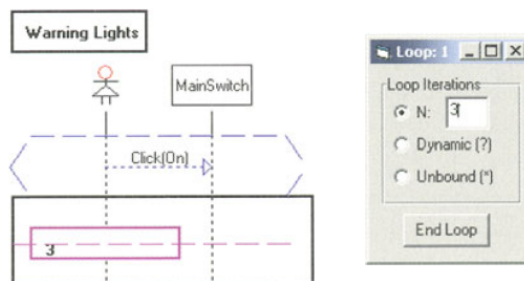 Warning Lights
MainSwitch
Click(On)
3
Loop: 1
Loop Iterations
N: 3
Dynamic (?)
Unbound (*)
End Loop